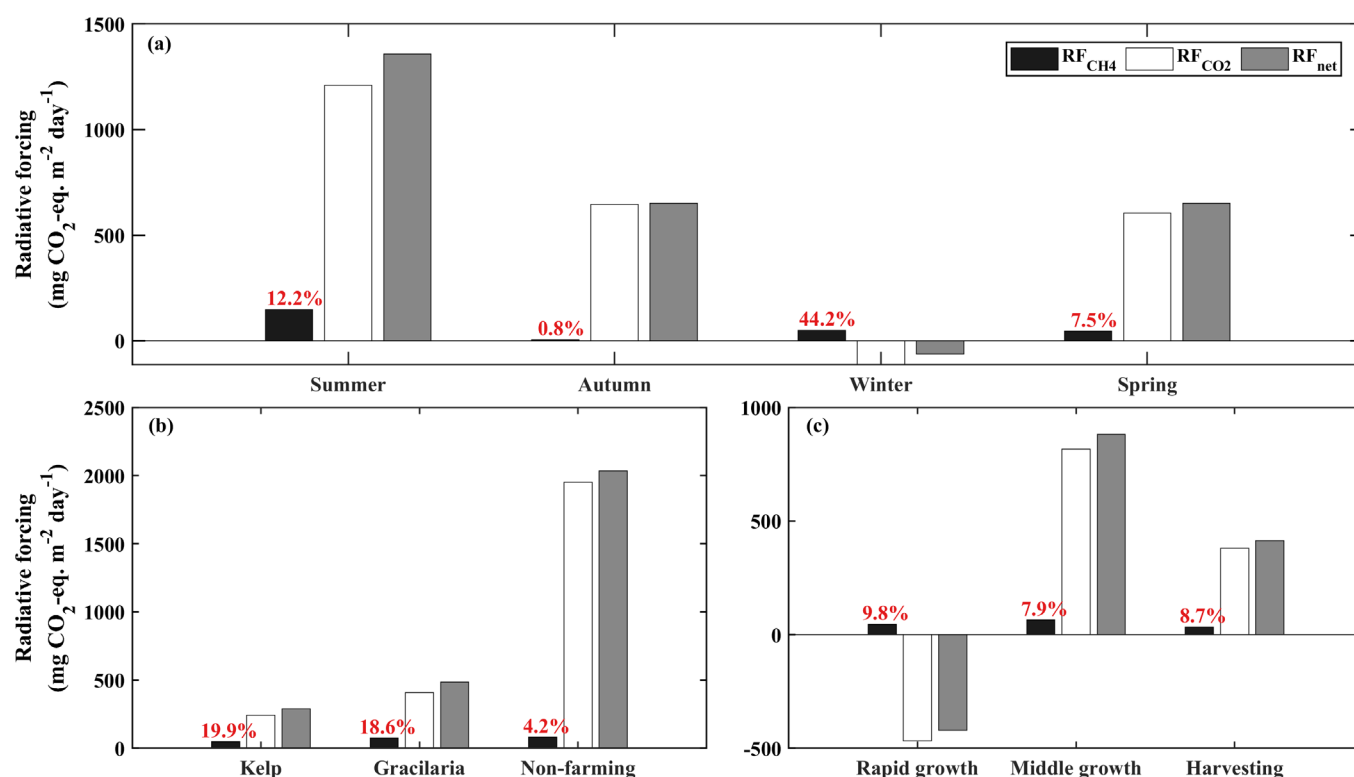 (a)
RF_CH4 RF_CO2 RF_net
Radiative forcing
(mg CO2-eq. m⁻² day⁻¹)
1500
1000
500
0
12.2%
0.8%
44.2%
7.5%
Summer Autumn Winter Spring
(b)
Radiative forcing
(mg CO2-eq. m⁻² day⁻¹)
2500
2000
1500
1000
500
0
19.9%
18.6%
4.2%
Kelp Gracilaria Non-farming
(c)
1000
500
0
-500
9.8%
7.9%
8.7%
Rapid growth Middle growth Harvesting